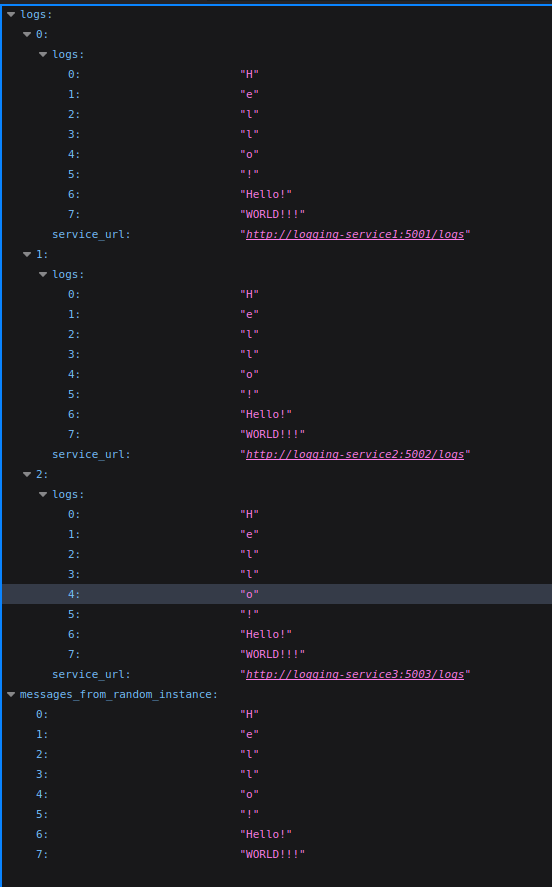 logs:
0:
logs:
0: "H"
1: "e"
2: "l"
3: "l"
4: "o"
5: "!"
6: "Hello!"
7: "WORLD!!!"
service_url: "http://logging-service1:5001/logs"
1:
logs:
0: "H"
1: "e"
2: "l"
3: "l"
4: "o"
5: "!"
6: "Hello!"
7: "WORLD!!!"
service_url: "http://logging-service2:5002/logs"
2:
logs:
0: "H"
1: "e"
2: "l"
3: "l"
4: "o"
5: "!"
6: "Hello!"
7: "WORLD!!!"
service_url: "http://logging-service3:5003/logs"
messages_from_random_instance:
0: "H"
1: "e"
2: "l"
3: "l"
4: "o"
5: "!"
6: "Hello!"
7: "WORLD!!!"